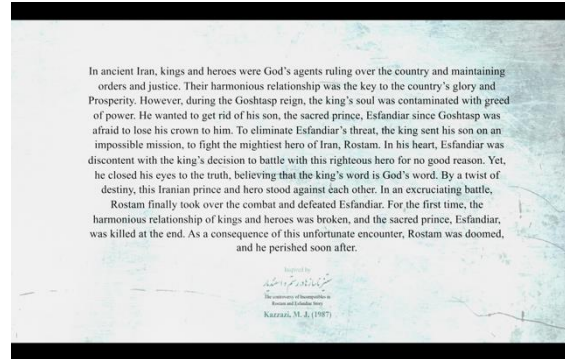 In ancient Iran, kings and heroes were God's agents ruling over the country and maintaining
orders and justice. Their harmonious relationship was the key to the country's glory and
Prosperity. However, during the Goshtasp reign, the king's soul was contaminated with greed
of power. He wanted to get rid of his son, the sacred prince, Esfandiar since Goshtasp was
afraid to lose his crown to him. To eliminate Esfandiar's threat, the king sent his son on an
impossible mission, to fight the mightiest hero of Iran, Rostam. In his heart, Esfandiar was
discontent with the king's decision to battle with this righteous hero for no good reason. Yet,
he closed his eyes to the truth, believing that the king's word is God's word. By a twist of
destiny, this Iranian prince and hero stood against each other. In an excruciating battle,
Rostam finally took over the combat and defeated Esfandiar. For the first time, the
harmonious relationship of kings and heroes was broken, and the sacred prince, Esfandiar,
was killed at the end. As a consequence of this unfortunate encounter, Rostam was doomed,
and he perished soon after.
Inspired by
The controversy of Incompatibles in
Rostam and Esfandiar Story
Kazzazi, M. J. (1987)